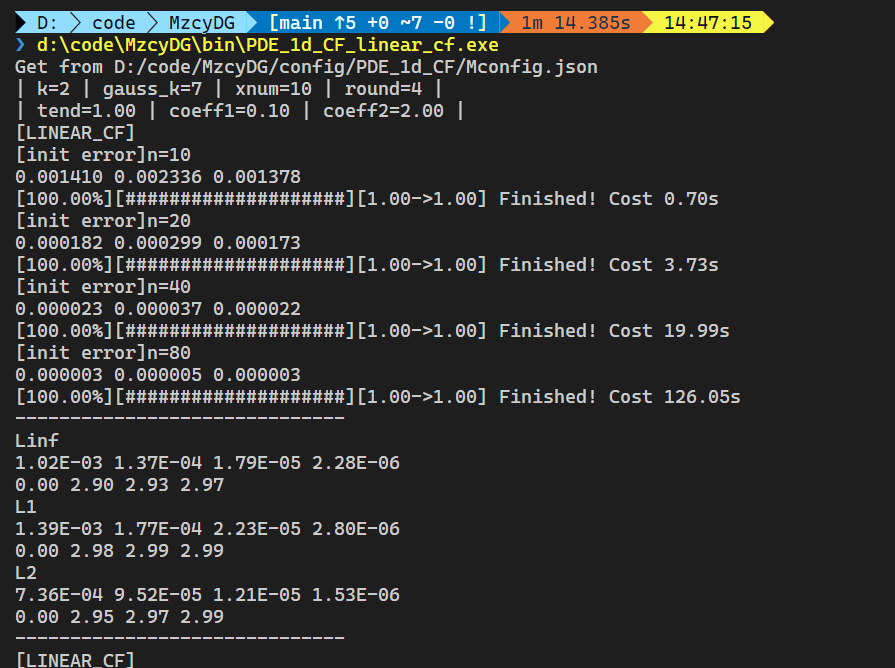 D: code MzcyDG [main ↑5 +0 ~7 -0 !] 1m 14.385s 14:47:15
❯ d:\code\MzcyDG\bin\PDE_1d_CF_linear_cf.exe
Get from D:/code/MzcyDG/config/PDE_1d_CF/Mconfig.json
| k=2 | gauss_k=7 | xnum=10 | round=4 |
| tend=1.00 | coeff1=0.10 | coeff2=2.00 |
[LINEAR_CF]
[init error]n=10
0.001410 0.002336 0.001378
[100.00%][####################][1.00->1.00] Finished! Cost 0.70s
[init error]n=20
0.000182 0.000299 0.000173
[100.00%][####################][1.00->1.00] Finished! Cost 3.73s
[init error]n=40
0.000023 0.000037 0.000022
[100.00%][####################][1.00->1.00] Finished! Cost 19.99s
[init error]n=80
0.000003 0.000005 0.000003
[100.00%][####################][1.00->1.00] Finished! Cost 126.05s
------------------------------
Linf
1.02E-03 1.37E-04 1.79E-05 2.28E-06
0.00 2.90 2.93 2.97
L1
1.39E-03 1.77E-04 2.23E-05 2.80E-06
0.00 2.98 2.99 2.99
L2
7.36E-04 9.52E-05 1.21E-05 1.53E-06
0.00 2.95 2.97 2.99
------------------------------
[LINEAR_CF]